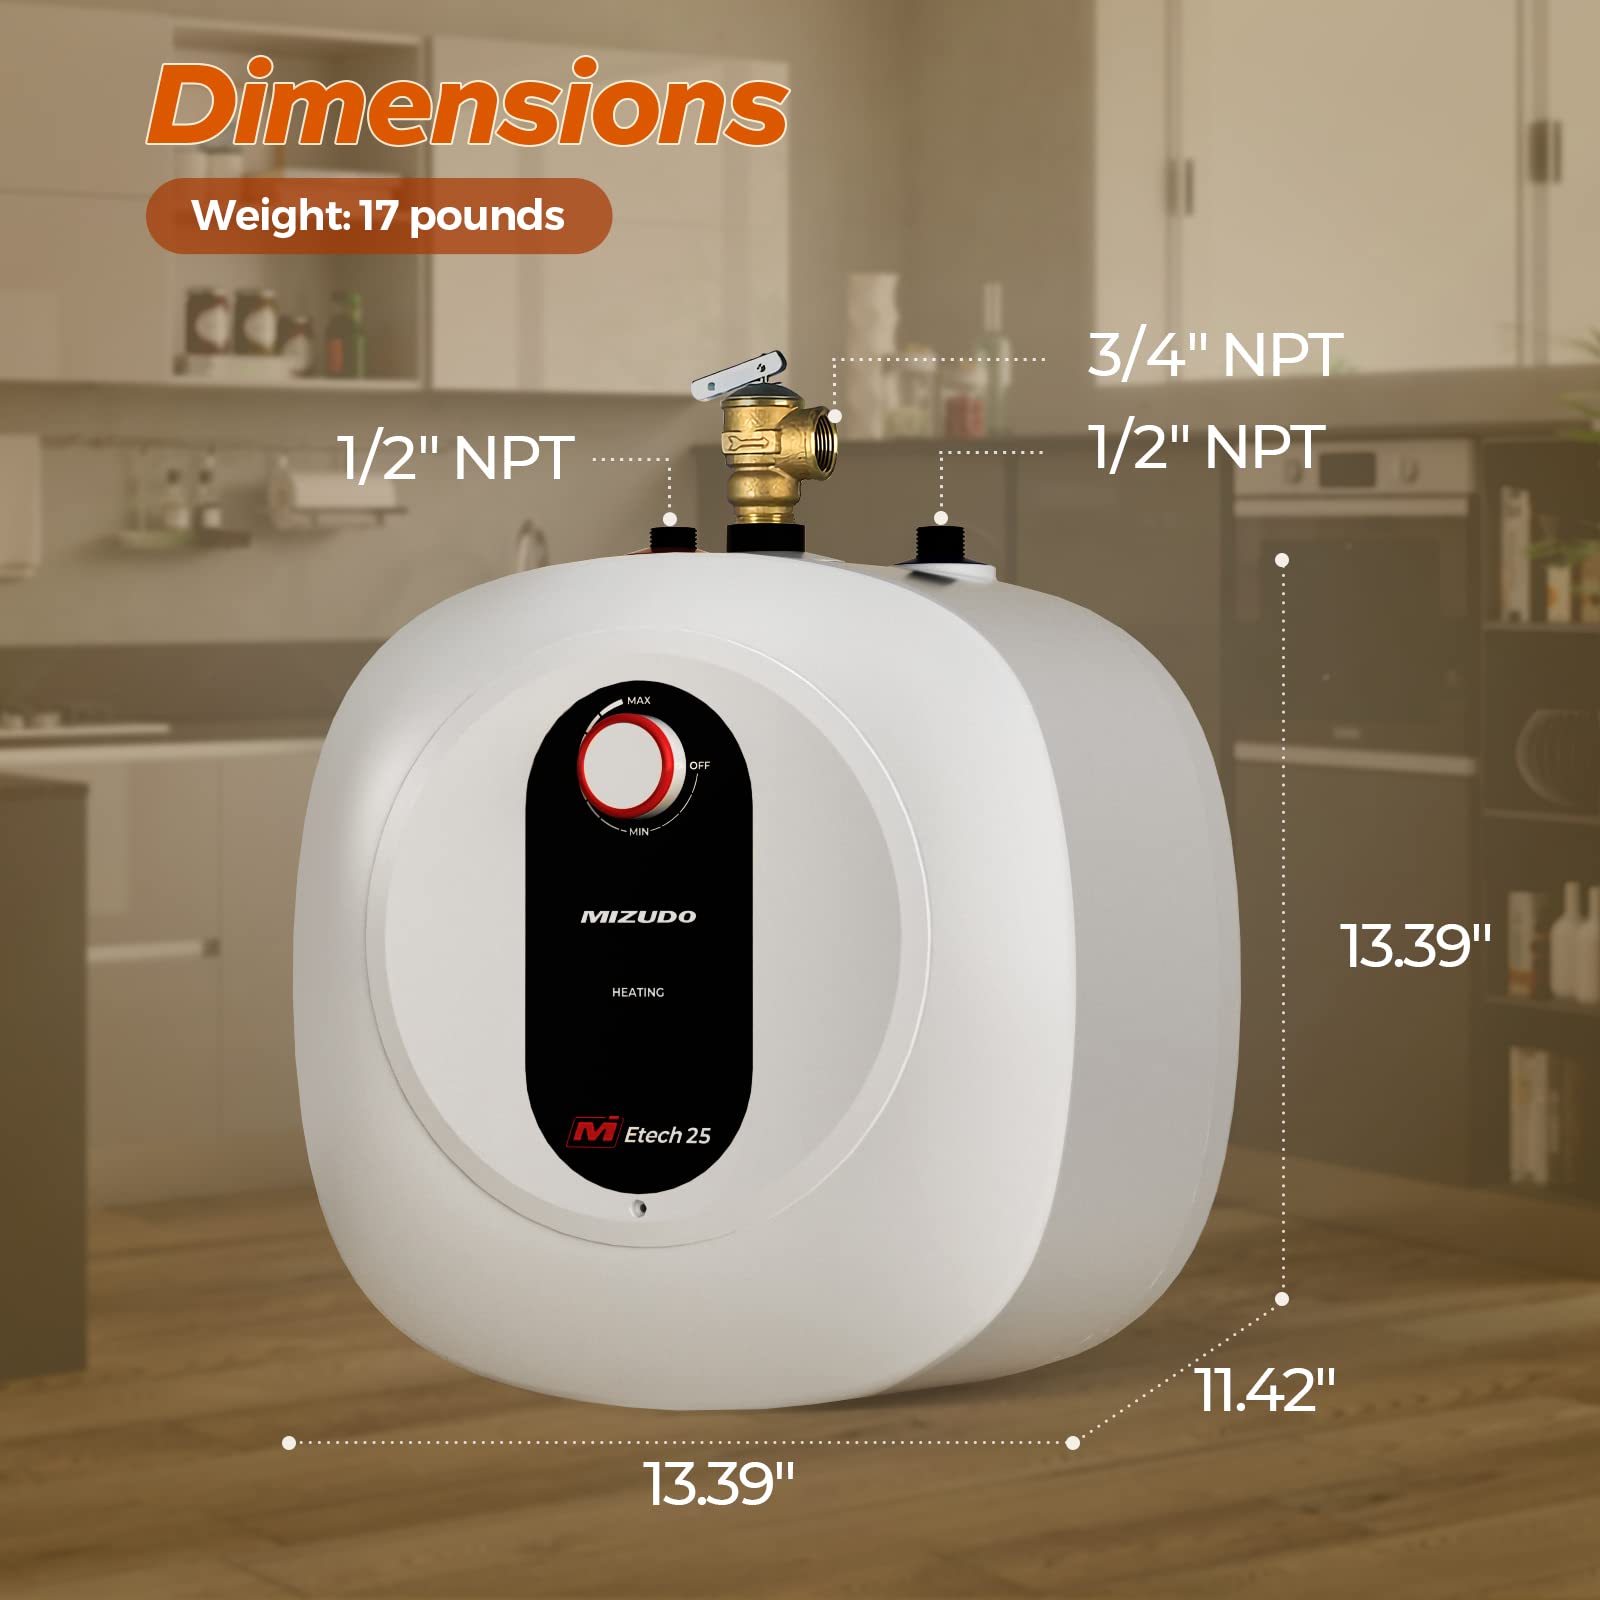 Dimensions
Weight: 17 pounds
3/4" NPT
1/2" NPT
1/2" NPT
MAX
OFF
MIN
MIZUDO
HEATING
13.39"
Mi Etech 25
11.42"
13.39"